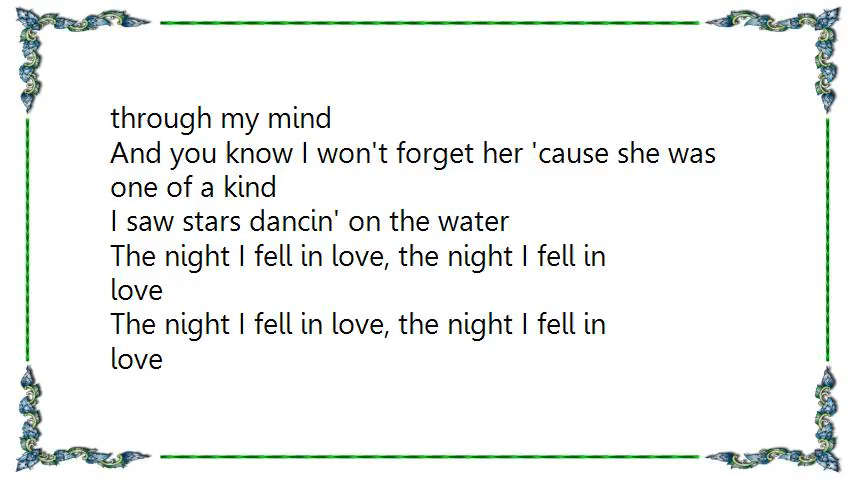 through my mind
And you know I won't forget her 'cause she was
one of a kind
I saw stars dancin' on the water
The night I fell in love, the night I fell in
love
The night I fell in love, the night I fell in
love